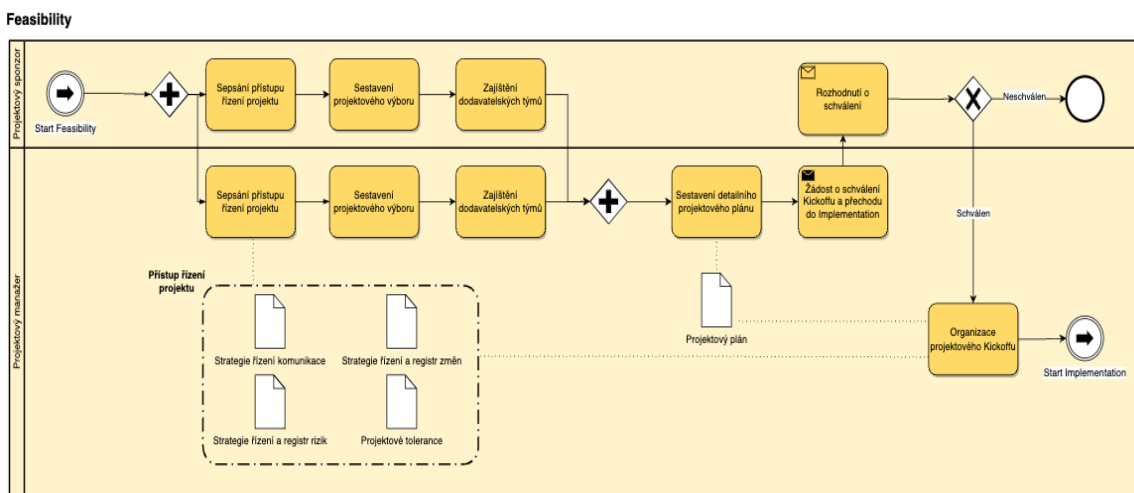 Feasibility
Projektový sponzor
Start Feasibility
Sepsání přístupu
řízení projektu
Sestavení
projektového výboru
Zajištění
dodavatelských týmů
Rozhodnutí o
schválení
Neschválen
Projektový manažer
Sepsání přístupu
řízení projektu
Sestavení
projektového výboru
Zajištění
dodavatelských týmů
Sestavení detailního
projektového plánu
Žádost o schválení
Kickoffu a přechodu
do Implementation
Schválen
Přístup řízení
projektu
Strategie řízení komunikace
Strategie řízení a registr změn
Strategie řízení a registr rizik
Projektové tolerance
Projektový plán
Organizace
projektového Kickoffu
Start Implementation